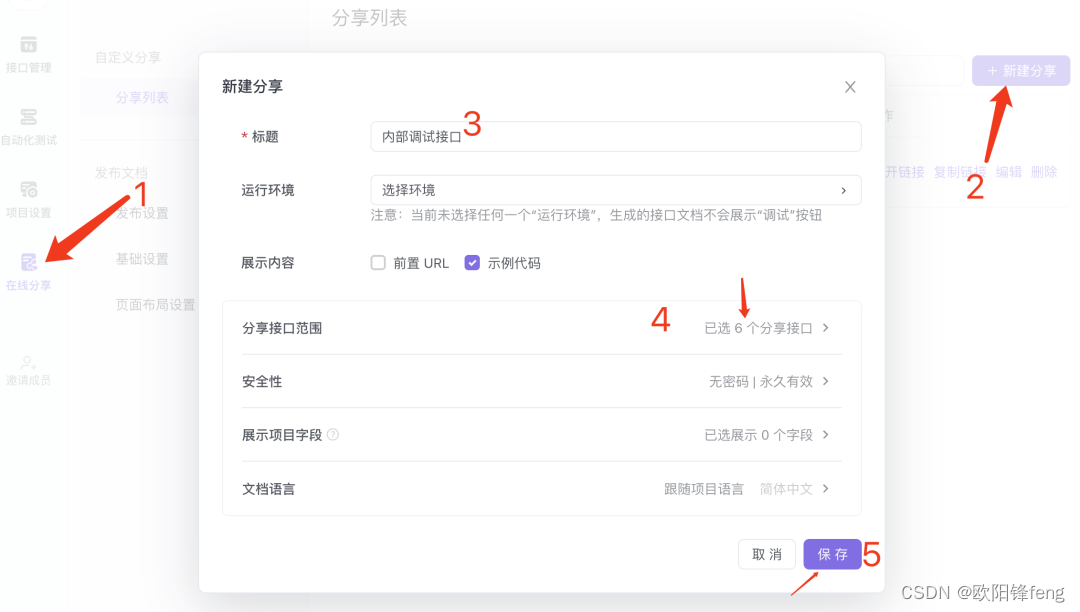 分享列表
接口管理
自动化测试
项目设置
在线分享
邀请成员
自定义分享
分享列表
发布文档
发布设置
基础设置
页面布局设置
1
+ 新建分享
作
开链接 复制链接 编辑 删除
2
新建分享
* 标题 内部调试接口
3
运行环境 选择环境
注意：当前未选择任何一个“运行环境”，生成的接口文档不会展示“调试”按钮
展示内容 前置 URL 示例代码
分享接口范围 4 已选 6 个分享接口
安全性 无密码 | 永久有效
展示项目字段 ? 已选展示 0 个字段
文档语言 跟随项目语言 简体中文
取 消 保 存 5
CSDN @欧阳锋feng